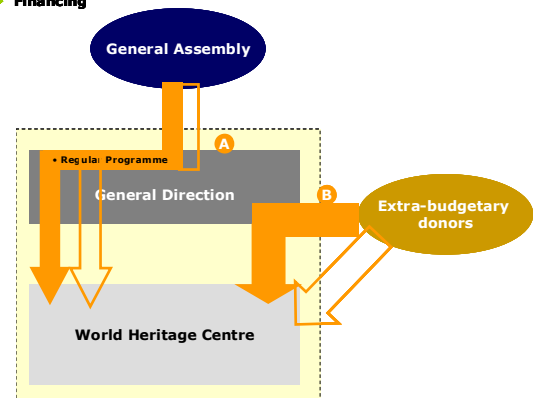 Financing
General Assembly
A
• Regular Programme
General Direction
B
Extra-budgetary
donors
World Heritage Centre